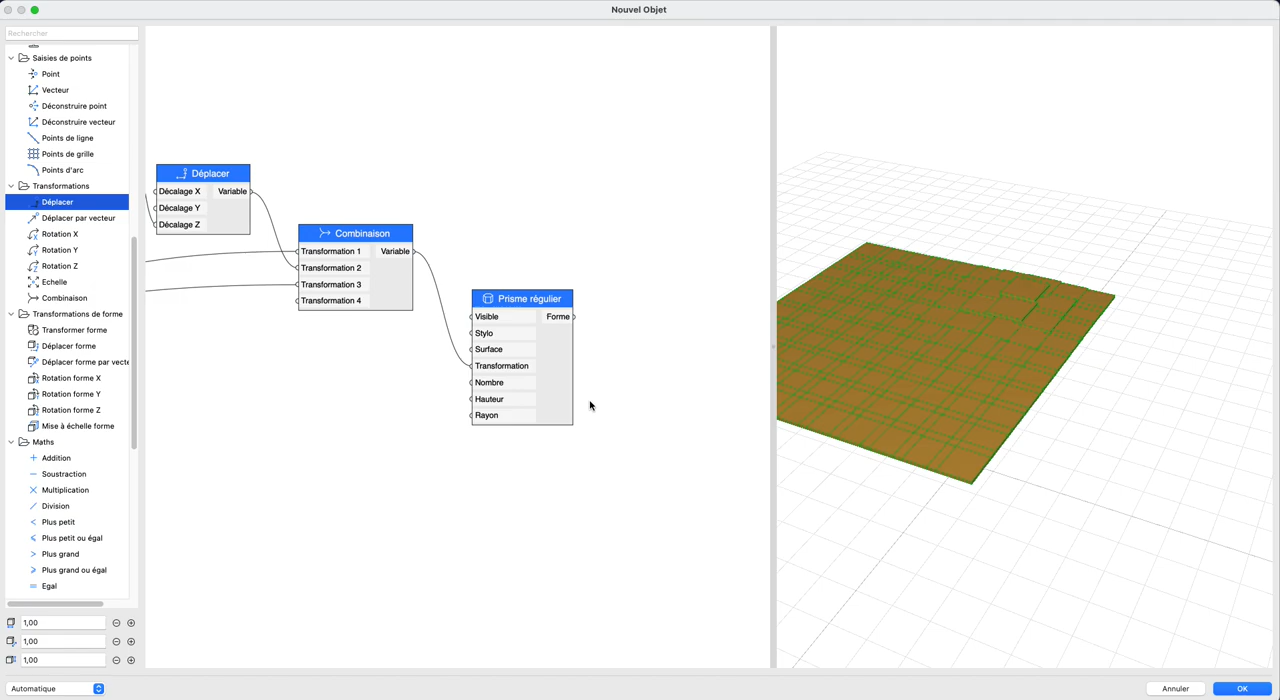 Nouvel Objet
Rechercher
Saisies de points
Point
Vecteur
Déconstruire point
Déconstruire vecteur
Points de ligne
Points de grille
Points d'arc
Transformations
Déplacer
Déplacer par vecteur
Rotation X
Rotation Y
Rotation Z
Echelle
Combinaison
Transformations de forme
Transformer forme
Déplacer forme
Déplacer forme par vecte
Rotation forme X
Rotation forme Y
Rotation forme Z
Mise à échelle forme
Maths
Addition
Soustraction
Multiplication
Division
Plus petit
Plus petit ou égal
Plus grand
Plus grand ou égal
Egal
1,00
1,00
1,00
Automatique
Déplacer
Décalage X Variable
Décalage Y
Décalage Z
Combinaison
Transformation 1 Variable
Transformation 2
Transformation 3
Transformation 4
Prisme régulier
Visible Forme
Stylo
Surface
Transformation
Nombre
Hauteur
Rayon
Annuler OK